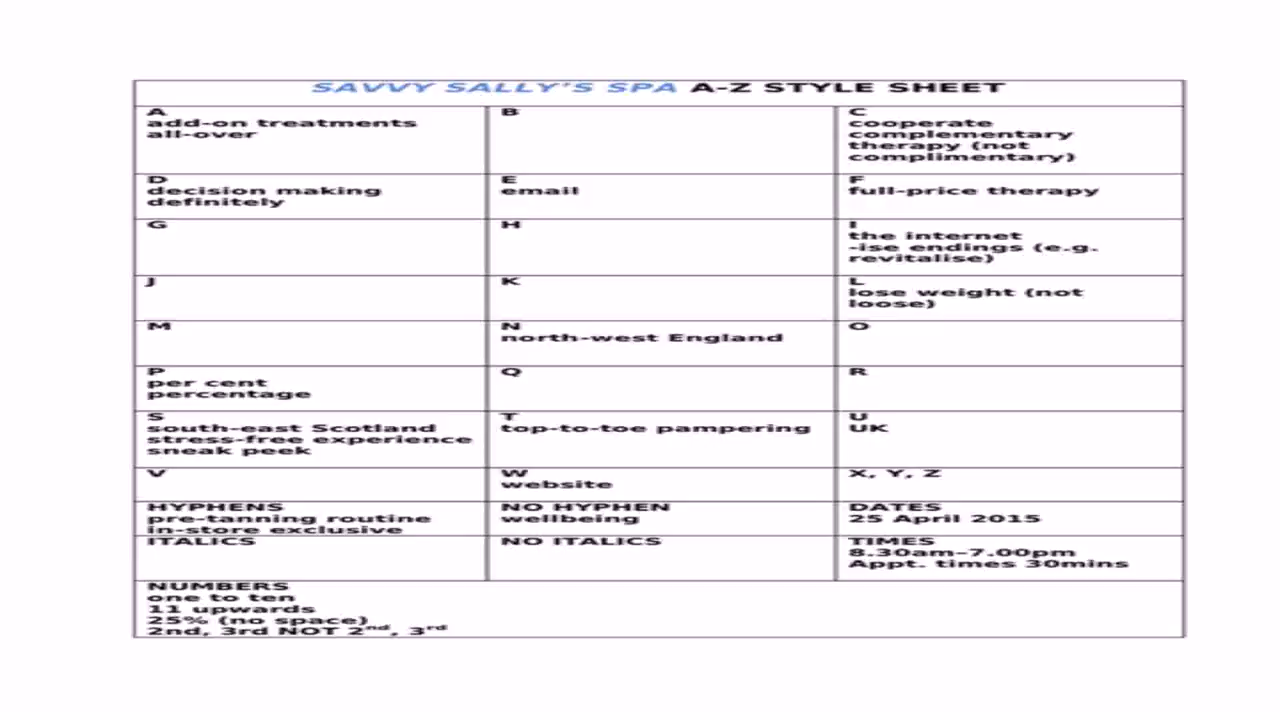 SAVVY SALLY'S SPA A-Z STYLE SHEET
A
add-on treatments
all-over
B
C
cooperate
complementary
therapy (not
complimentary)
D
decision making
definitely
E
email
F
full-price therapy
G
H
I
the internet
-ise endings (e.g.
revitalise)
J
K
L
lose weight (not
loose)
M
N
north-west England
O
P
per cent
percentage
Q
R
S
south-east Scotland
stress-free experience
sneak peek
T
top-to-toe pampering
U
UK
V
W
website
X, Y, Z
HYPHENS
pre-tanning routine
in-store exclusive
NO HYPHEN
wellbeing
DATES
25 April 2015
ITALICS
NO ITALICS
TIMES
8.30am–7.00pm
Appt. times 30mins
NUMBERS
one to ten
11 upwards
25% (no space)
2nd, 3rd NOT 2nd, 3rd